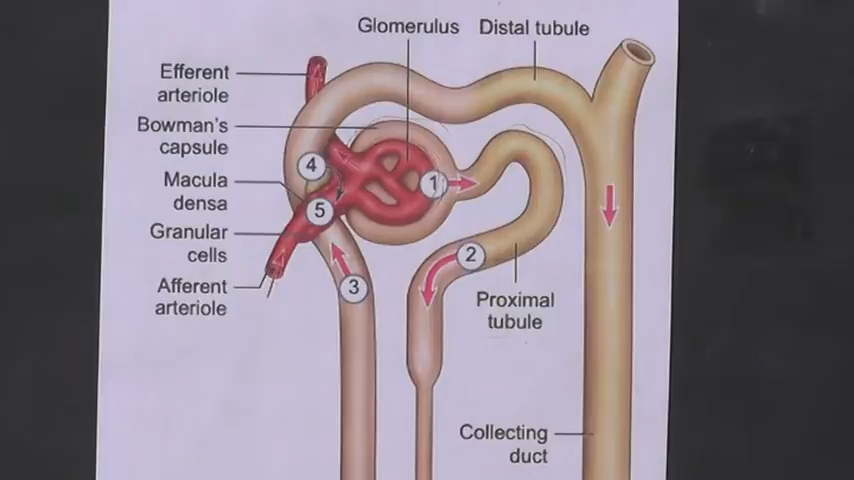 Glomerulus
Distal tubule
Efferent
arteriole
Bowman's
capsule
4
Macula
densa
1
5
Granular
cells
2
3
Afferent
arteriole
Proximal
tubule
Collecting
duct